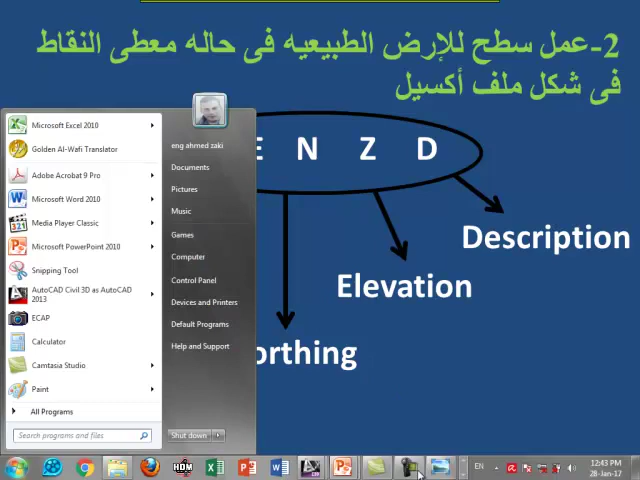 2-عمل سطح للإرض الطبيعيه فى حاله معطى النقاط
فى شكل ملف أكسيل
E N Z D
Description
Elevation
orthing
Microsoft Excel 2010
Golden Al-Wafi Translator
Adobe Acrobat 9 Pro
Microsoft Word 2010
Media Player Classic
Microsoft PowerPoint 2010
Snipping Tool
AutoCAD Civil 3D as AutoCAD
2013
ECAP
Calculator
Camtasia Studio
Paint
All Programs
Search programs and files
eng ahmed zaki
Documents
Pictures
Music
Games
Computer
Control Panel
Devices and Printers
Default Programs
Help and Support
Shut down
HDM
EN
12:43 PM
28-Jan-17